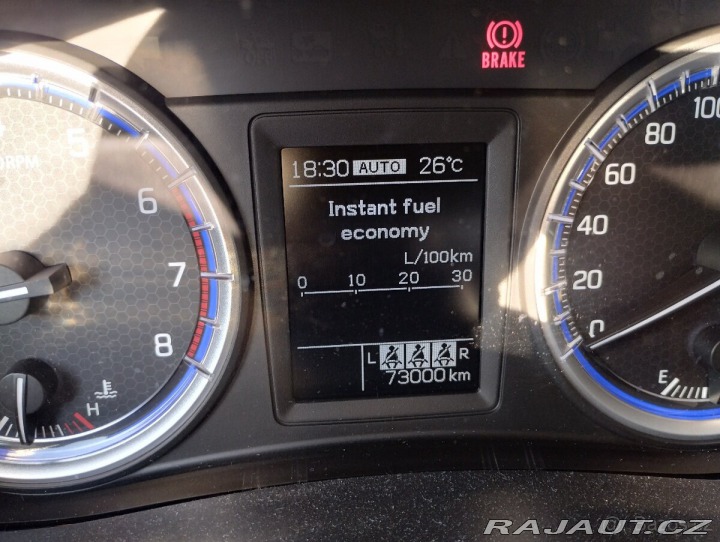 BRAKE
18:30 AUTO 26°C
Instant fuel
economy
L/100km
0 10 20 30
L R
73000 km
5
6
7
8
H
100
80
60
40
20
0
E
RAJAUT.CZ